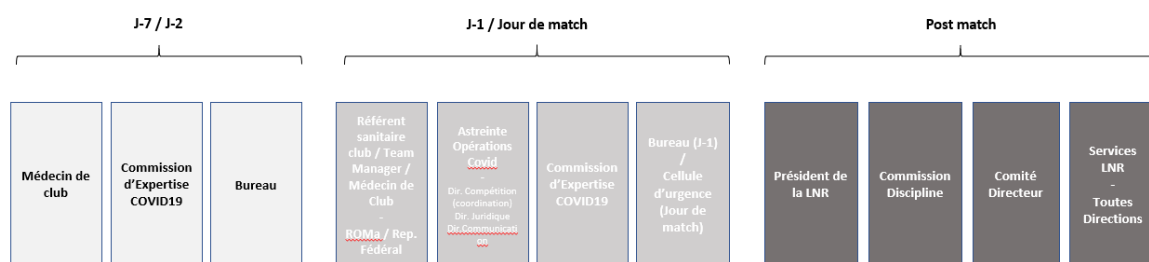 J-7 / J-2
J-1 / Jour de match
Post match
Médecin de
club
Commission
d'Expertise
COVID19
Bureau
Référent
sanitaire
club / Team
Manager /
Médecin de
Club
-
ROMa / Rep.
Fédéral
Astreinte
Opérations
Covid
-
Dir. Compétition
(coordination)
Dir. Juridique
Dir.Communicati
on
Commission
d'Expertise
COVID19
Bureau (J-1)
/
Cellule
d'urgence
(Jour de
match)
Président de
la LNR
Commission
Discipline
Comité
Directeur
Services
LNR
-
Toutes
Directions